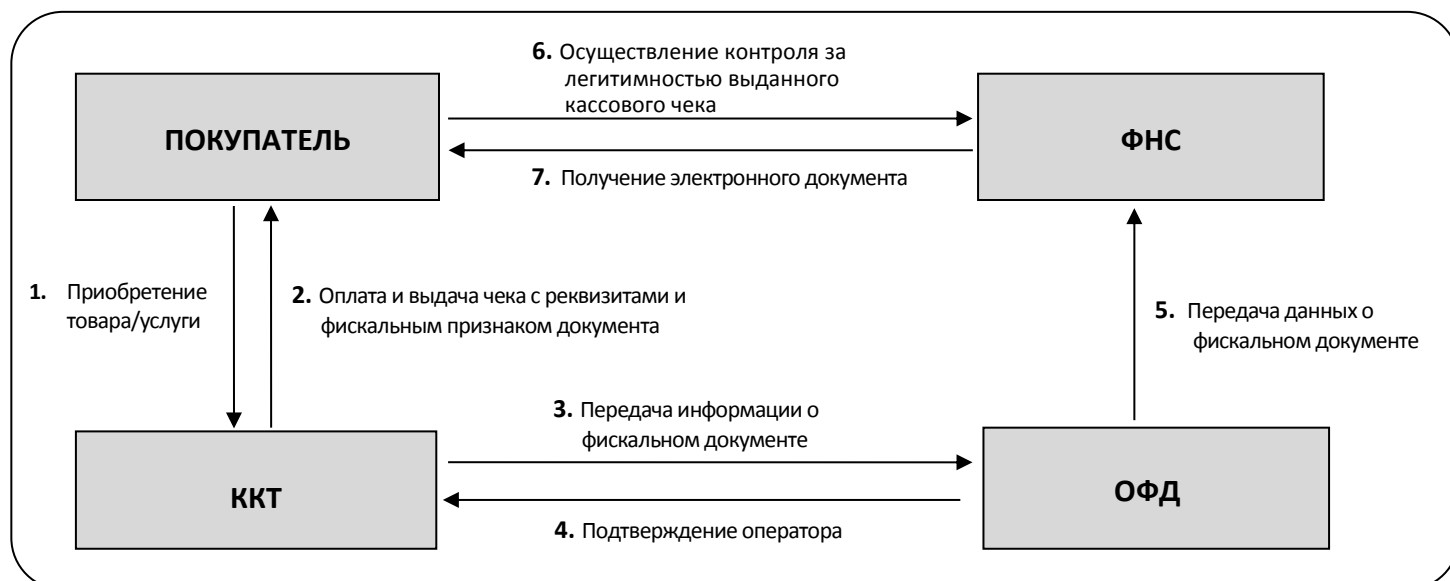 6. Осуществление контроля за
легитимностью выданного
кассового чека
ПОКУПАТЕЛЬ
ФНС
7. Получение электронного документа
1. Приобретение
товара/услуги
2. Оплата и выдача чека с реквизитами и
фискальным признаком документа
5. Передача данных о
фискальном документе
3. Передача информации о
фискальном документе
ККТ
ОФД
4. Подтверждение оператора